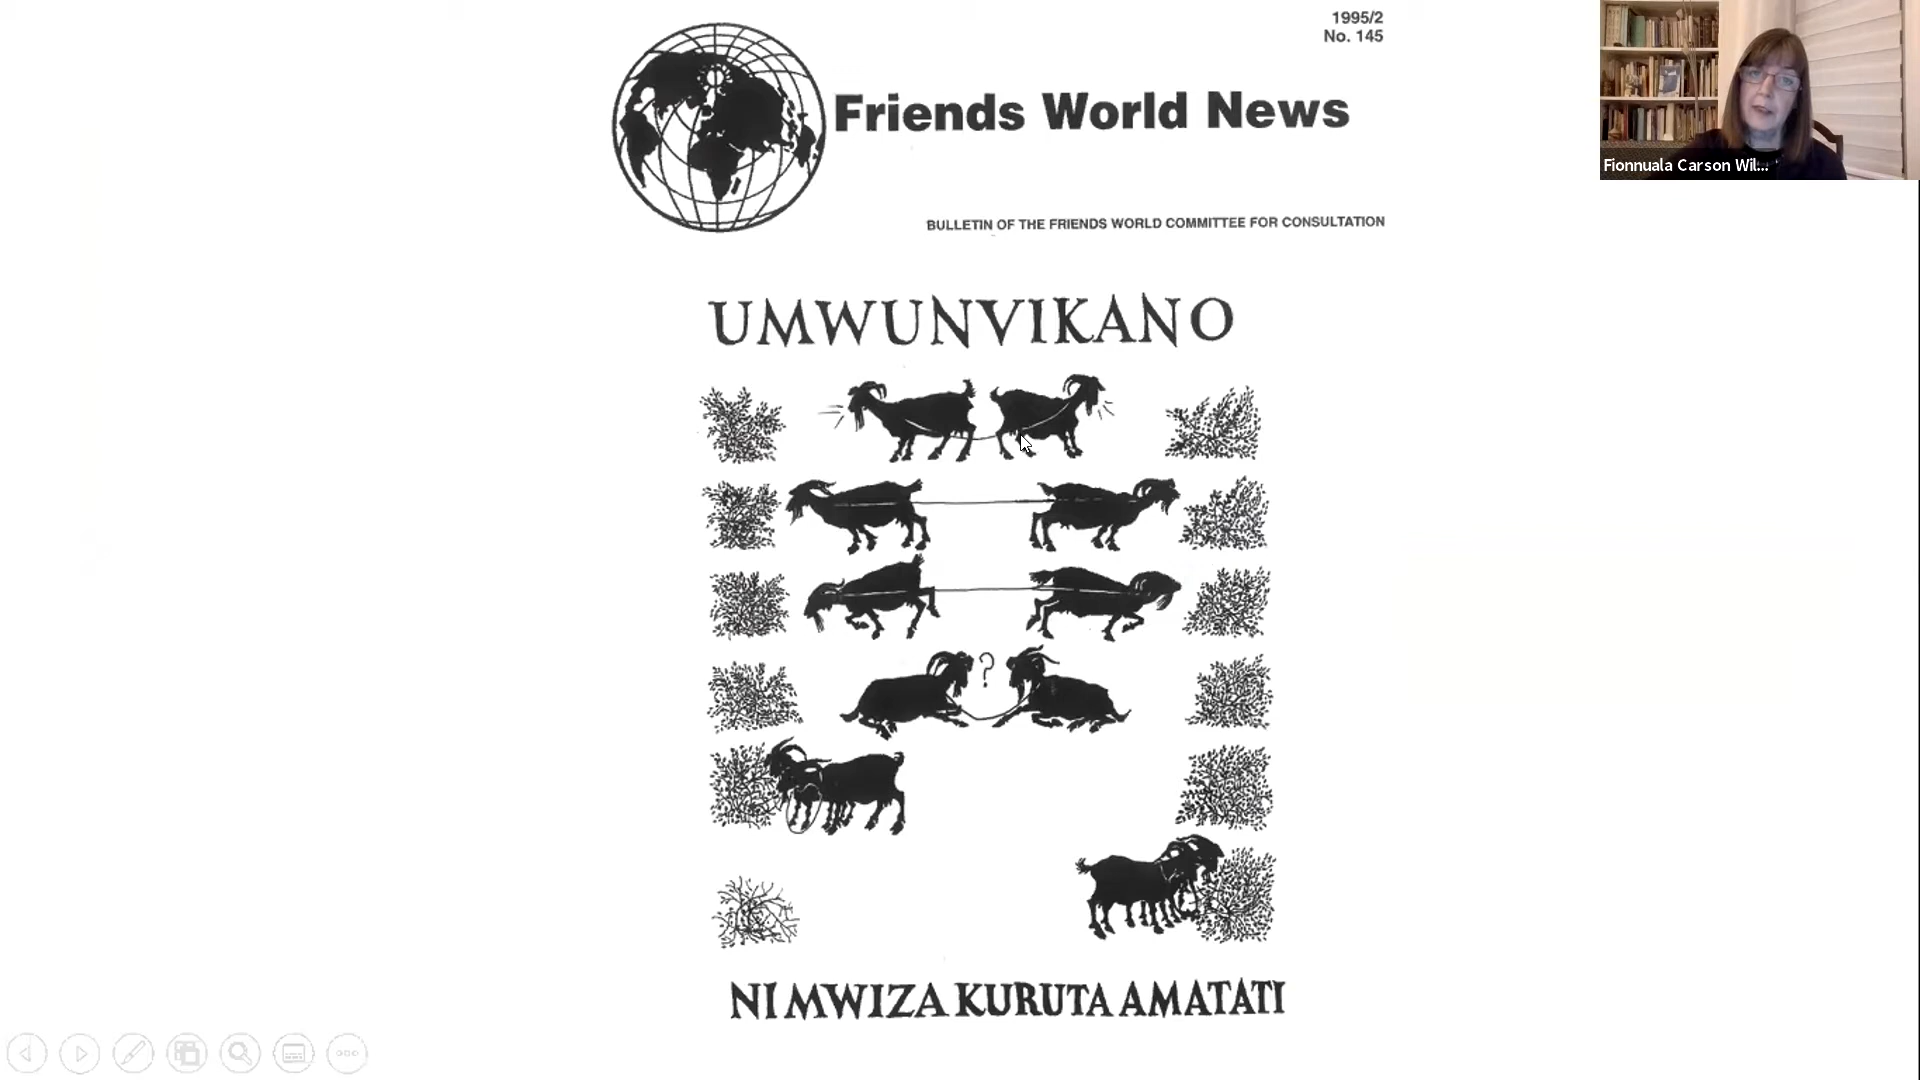 1995/2
No. 145
Friends World News
BULLETIN OF THE FRIENDS WORLD COMMITTEE FOR CONSULTATION
UMWUNVIKANO
?
NI MWIZA KURUTA AMATATI
Fionnuala Carson Wil...